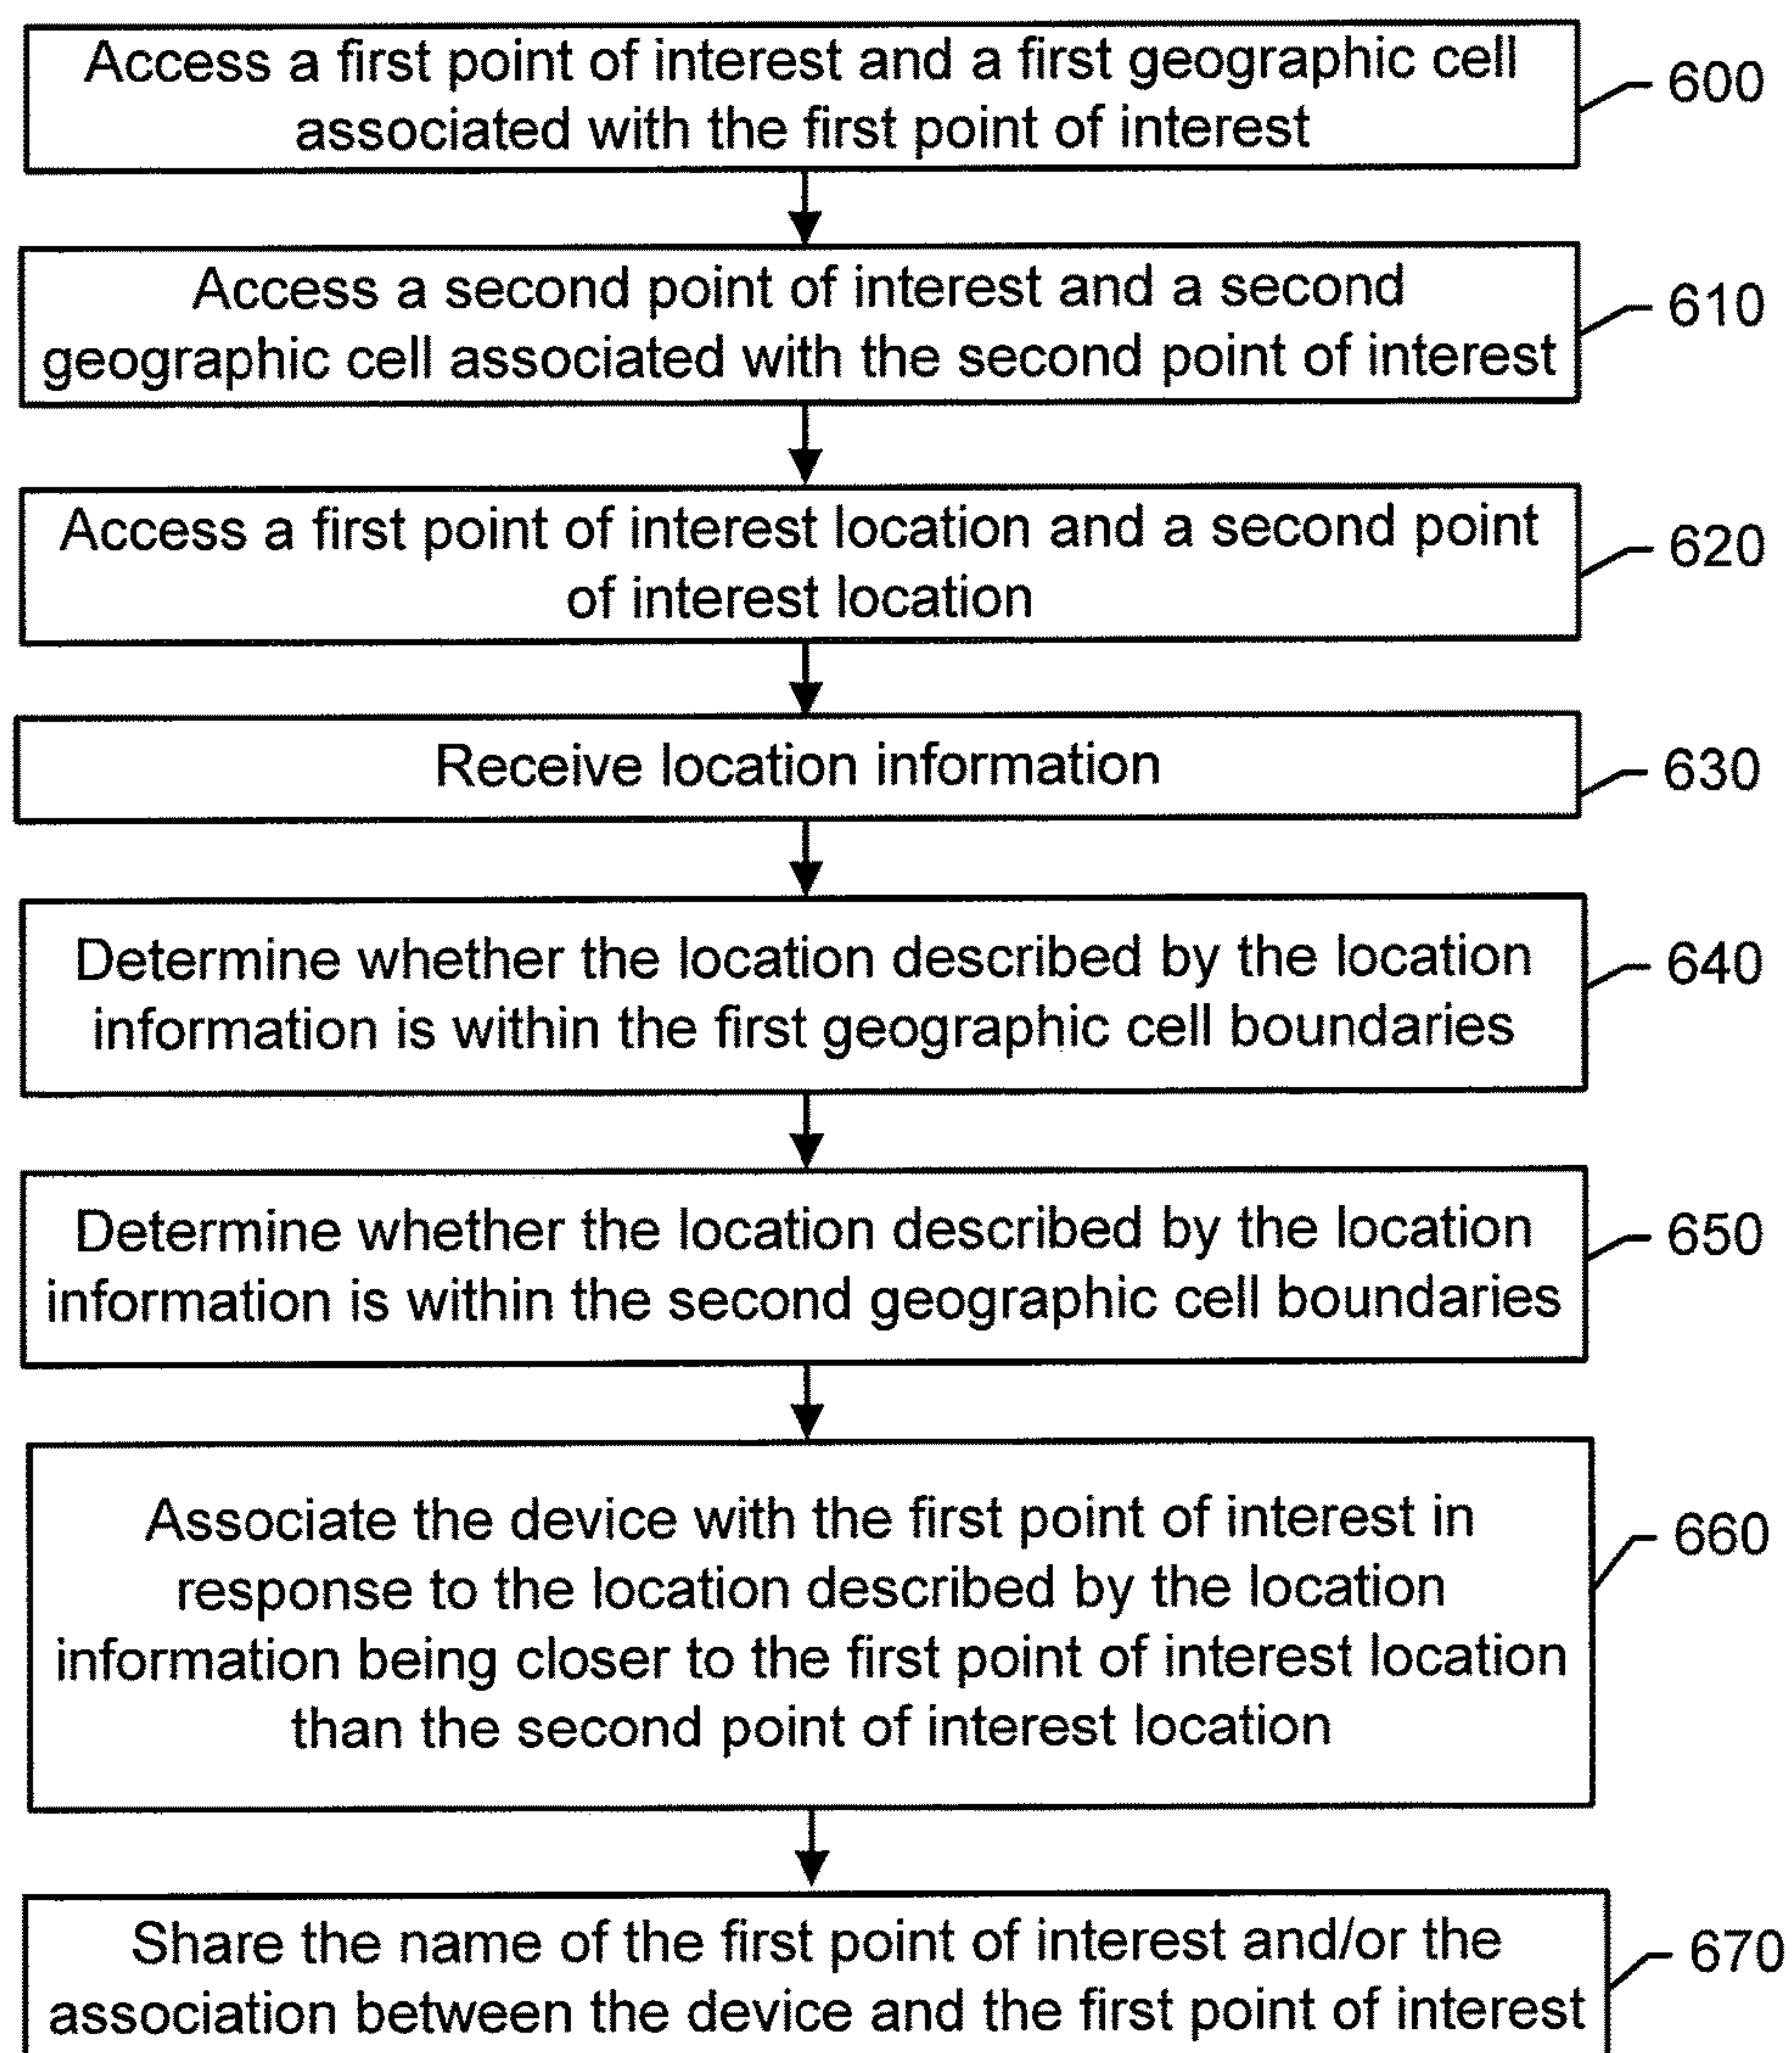 Access a first point of interest and a first geographic cell
associated with the first point of interest
600
Access a second point of interest and a second
geographic cell associated with the second point of interest
610
Access a first point of interest location and a second point
of interest location
620
Receive location information
630
Determine whether the location described by the location
information is within the first geographic cell boundaries
640
Determine whether the location described by the location
information is within the second geographic cell boundaries
650
Associate the device with the first point of interest in
response to the location described by the location
information being closer to the first point of interest location
than the second point of interest location
660
Share the name of the first point of interest and/or the
association between the device and the first point of interest
670